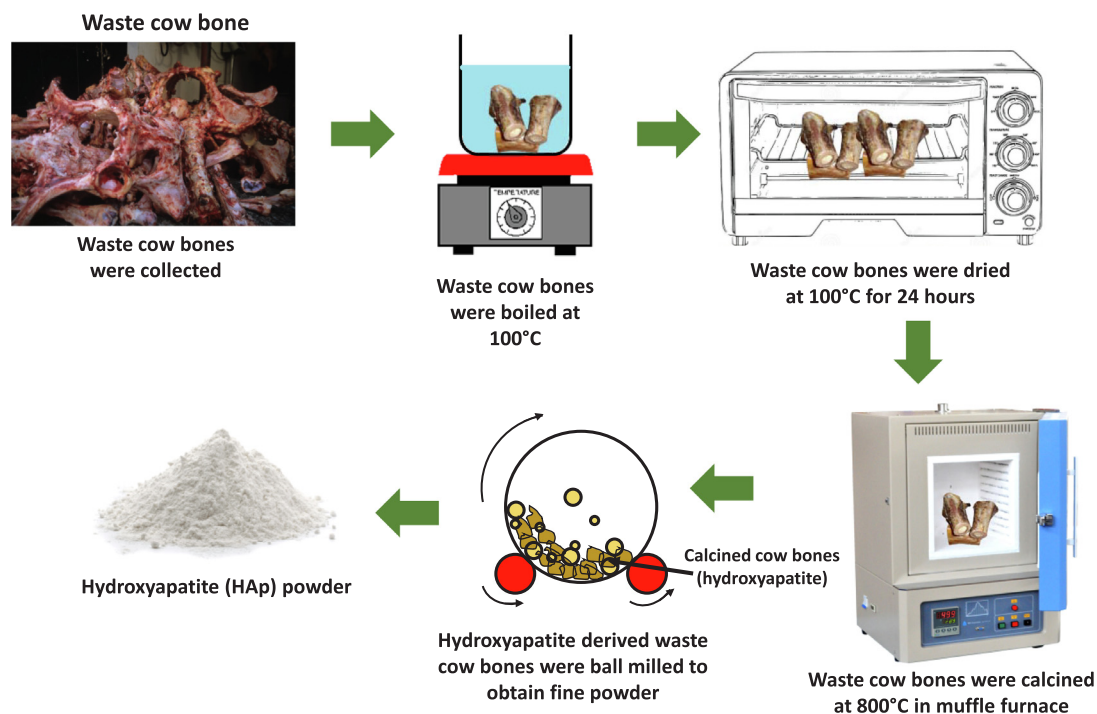 Waste cow bone
Waste cow bones
were collected
TEMPETATURE
Waste cow bones
were boiled at
100°C
Waste cow bones were dried
at 100°C for 24 hours
Waste cow bones were calcined
at 800°C in muffle furnace
Calcined cow bones
(hydroxyapatite)
Hydroxyapatite derived waste
cow bones were ball milled to
obtain fine powder
Hydroxyapatite (HAp) powder